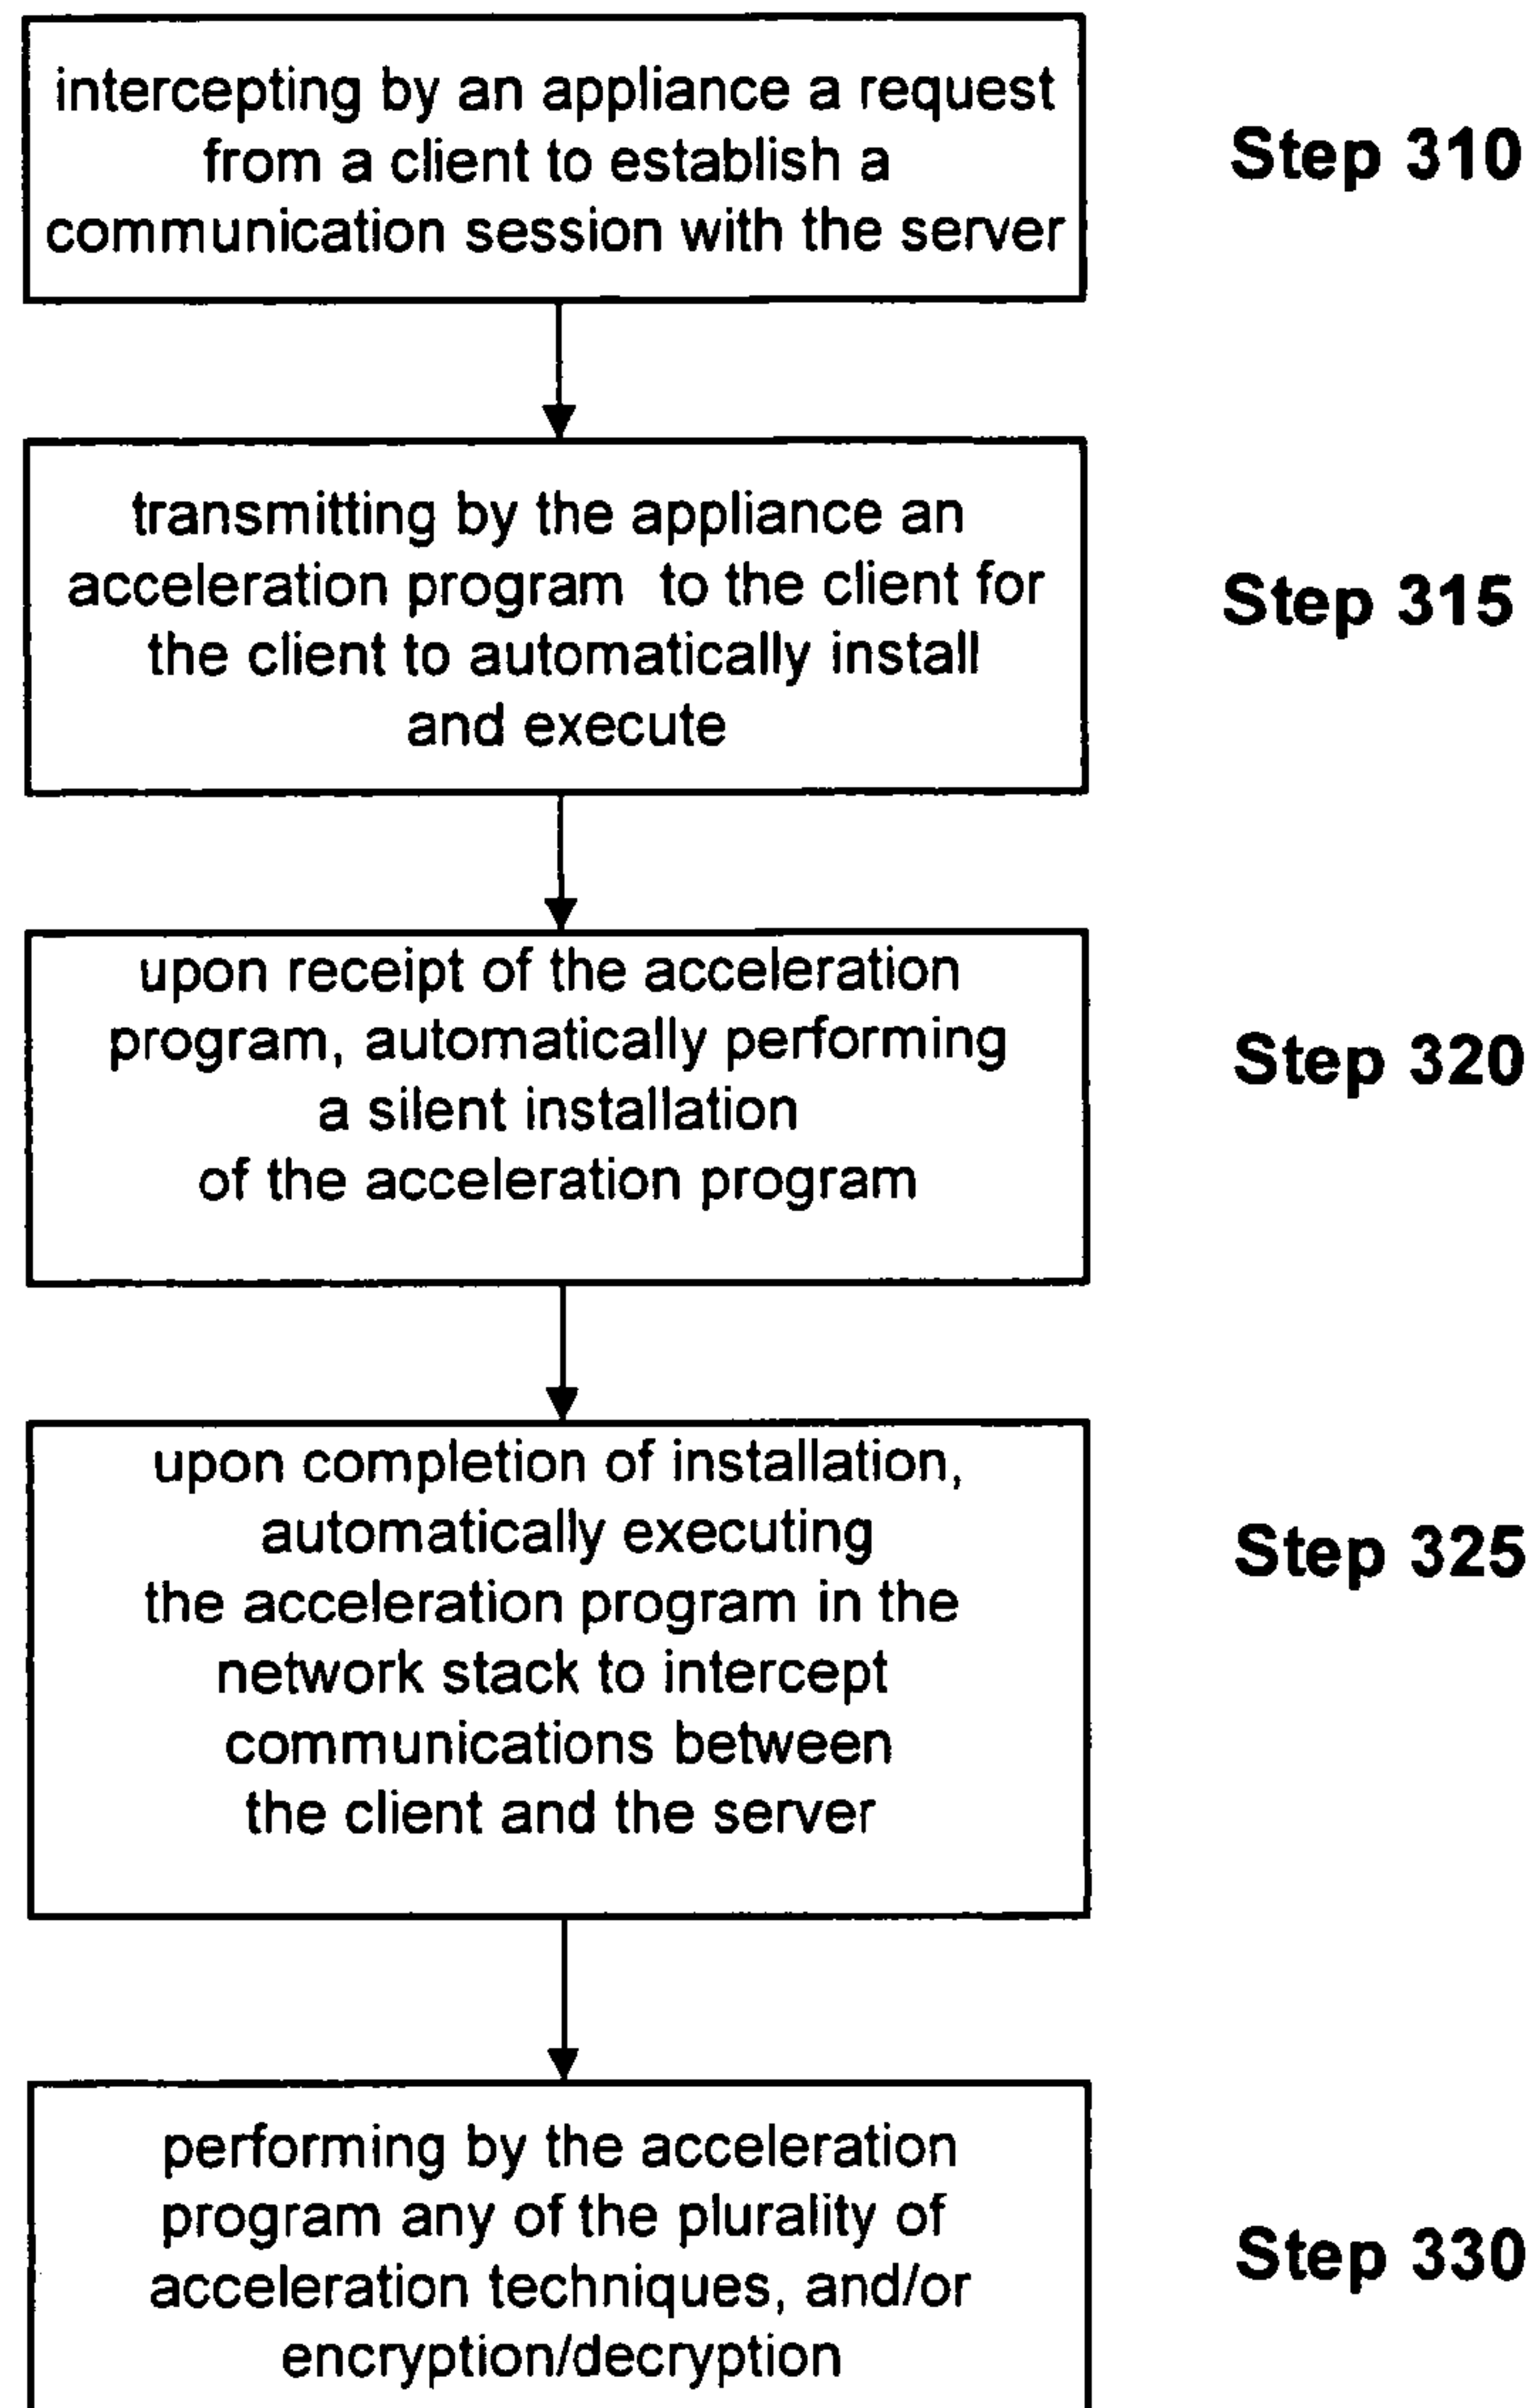 intercepting by an appliance a request
from a client to establish a
communication session with the server
Step 310
transmitting by the appliance an
acceleration program to the client for
the client to automatically install
and execute
Step 315
upon receipt of the acceleration
program, automatically performing
a silent installation
of the acceleration program
Step 320
upon completion of installation,
automatically executing
the acceleration program in the
network stack to intercept
communications between
the client and the server
Step 325
performing by the acceleration
program any of the plurality of
acceleration techniques, and/or
encryption/decryption
Step 330